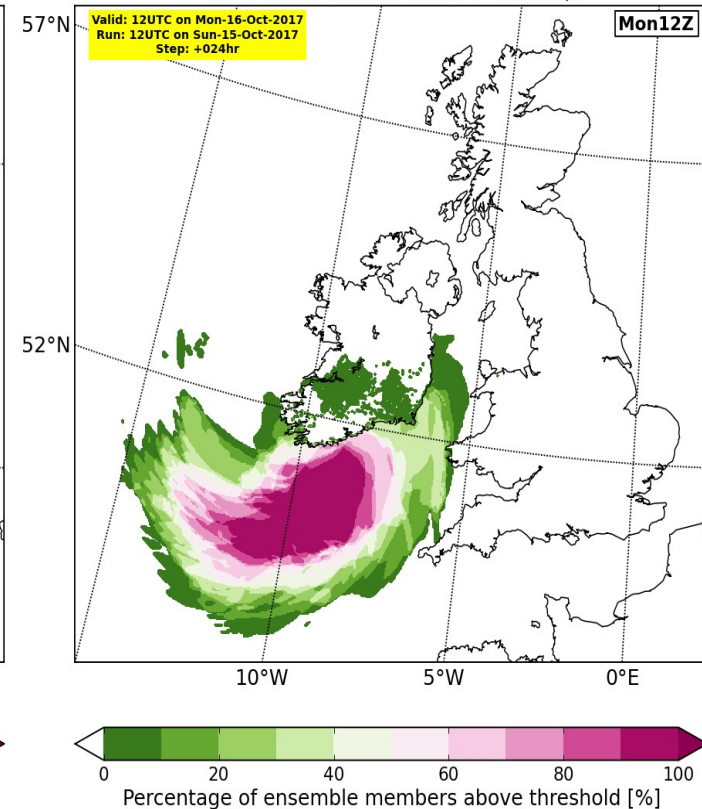 57°N
Valid: 12UTC on Mon-16-Oct-2017
Run: 12UTC on Sun-15-Oct-2017
Step: +024hr
Mon12Z
52°N
10°W
5°W
0°E
0
20
40
60
80
100
Percentage of ensemble members above threshold [%]